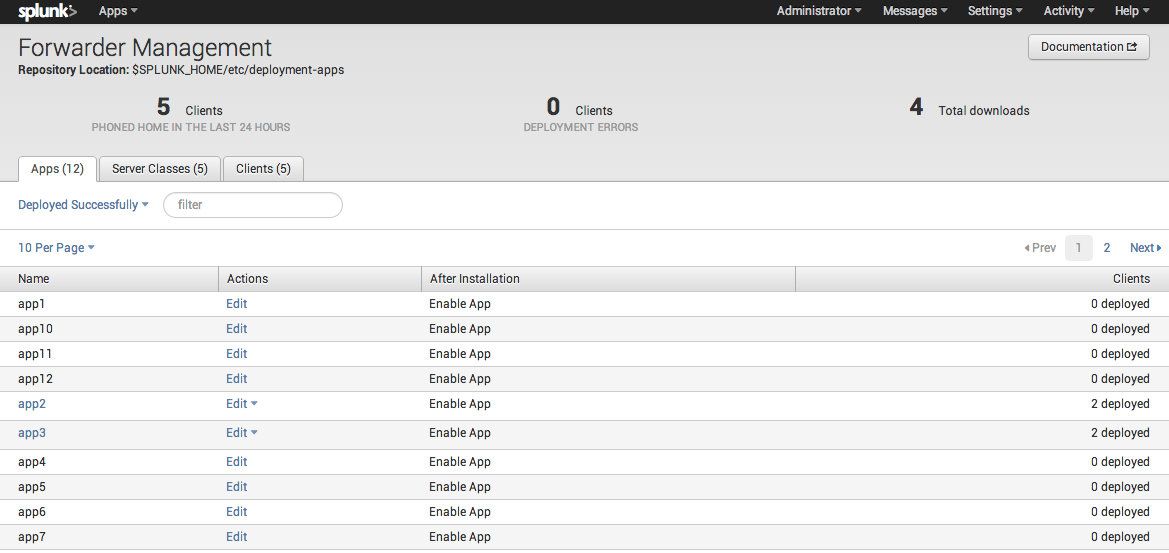 splunk> Apps Administrator Messages Settings Activity Help
Forwarder Management Documentation
Repository Location: $SPLUNK_HOME/etc/deployment-apps
5 Clients 0 Clients 4 Total downloads
PHONED HOME IN THE LAST 24 HOURS DEPLOYMENT ERRORS
Apps (12) Server Classes (5) Clients (5)
Deployed Successfully filter
10 Per Page Prev 1 2 Next
Name Actions After Installation Clients
app1 Edit Enable App 0 deployed
app10 Edit Enable App 0 deployed
app11 Edit Enable App 0 deployed
app12 Edit Enable App 0 deployed
app2 Edit Enable App 2 deployed
app3 Edit Enable App 2 deployed
app4 Edit Enable App 0 deployed
app5 Edit Enable App 0 deployed
app6 Edit Enable App 0 deployed
app7 Edit Enable App 0 deployed